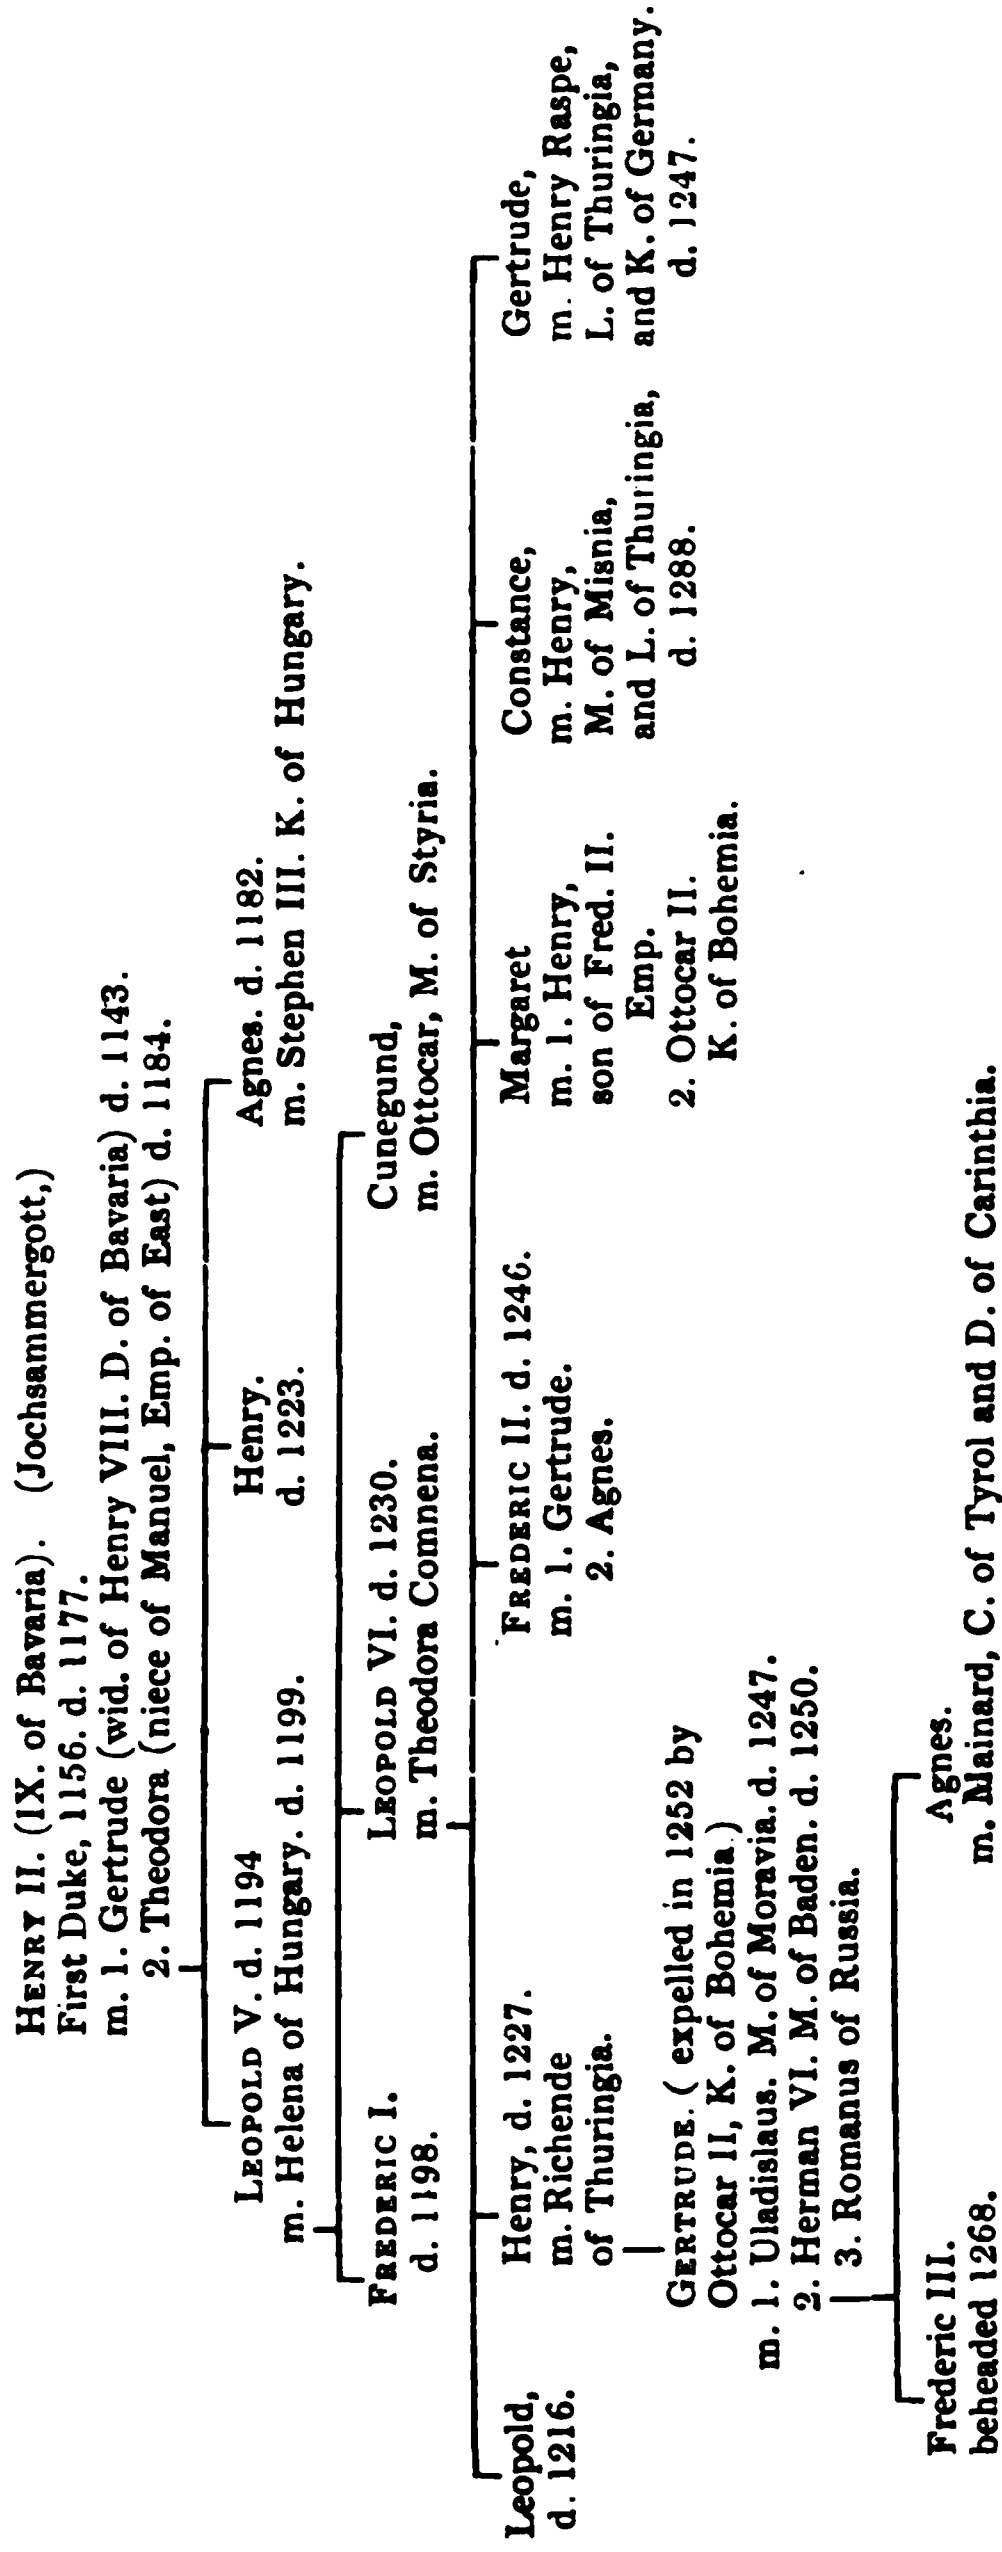 HENRY II. (IX. of Bavaria). (Jochsammergott,)
First Duke, 1156. d. 1177.
m. 1. Gertrude (wid. of Henry VIII. D. of Bavaria) d. 1143.
2. Theodora (niece of Manuel, Emp. of East) d. 1184.
LEOPOLD V. d. 1194
m. Helena of Hungary. d. 1199.
Henry.
d. 1223.
Agnes. d. 1182.
m. Stephen III. K. of Hungary.
FREDERIC I.
d. 1198.
LEOPOLD VI. d. 1230.
m. Theodora Comnena.
Cunegund,
m. Ottocar, M. of Styria.
Leopold,
d. 1216.
Henry, d. 1227.
m. Richende
of Thuringia.
FREDERIC II. d. 1246.
m. 1. Gertrude.
2. Agnes.
Margaret
m. 1. Henry,
son of Fred. II.
Emp.
2. Ottocar II.
K. of Bohemia.
Constance,
m. Henry,
M. of Misnia,
and L. of Thuringia,
d. 1288.
Gertrude,
m. Henry Raspe,
L. of Thuringia,
and K. of Germany.
d. 1247.
GERTRUDE. ( expelled in 1252 by
Ottocar II, K. of Bohemia.)
m. 1. Uladislaus. M. of Moravia. d. 1247.
2. Herman VI. M. of Baden. d. 1250.
3. Romanus of Russia.
Frederic III.
beheaded 1268.
Agnes.
m. Mainard, C. of Tyrol and D. of Carinthia.